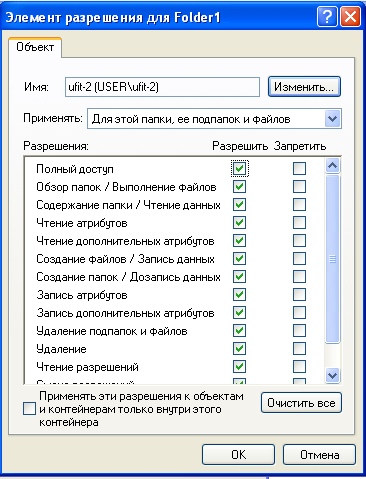 Элемент разрешения для Folder1
Объект
Имя: ufit-2 (USER\ufit-2) Изменить...
Применять: Для этой папки, ее подпапок и файлов
Разрешения: Разрешить Запретить
Полный доступ
Обзор папок / Выполнение файлов
Содержание папки / Чтение данных
Чтение атрибутов
Чтение дополнительных атрибутов
Создание файлов / Запись данных
Создание папок / Дозапись данных
Запись атрибутов
Запись дополнительных атрибутов
Удаление подпапок и файлов
Удаление
Чтение разрешений
Применять эти разрешения к объектам
и контейнерам только внутри этого
контейнера
Очистить все
OK Отмена